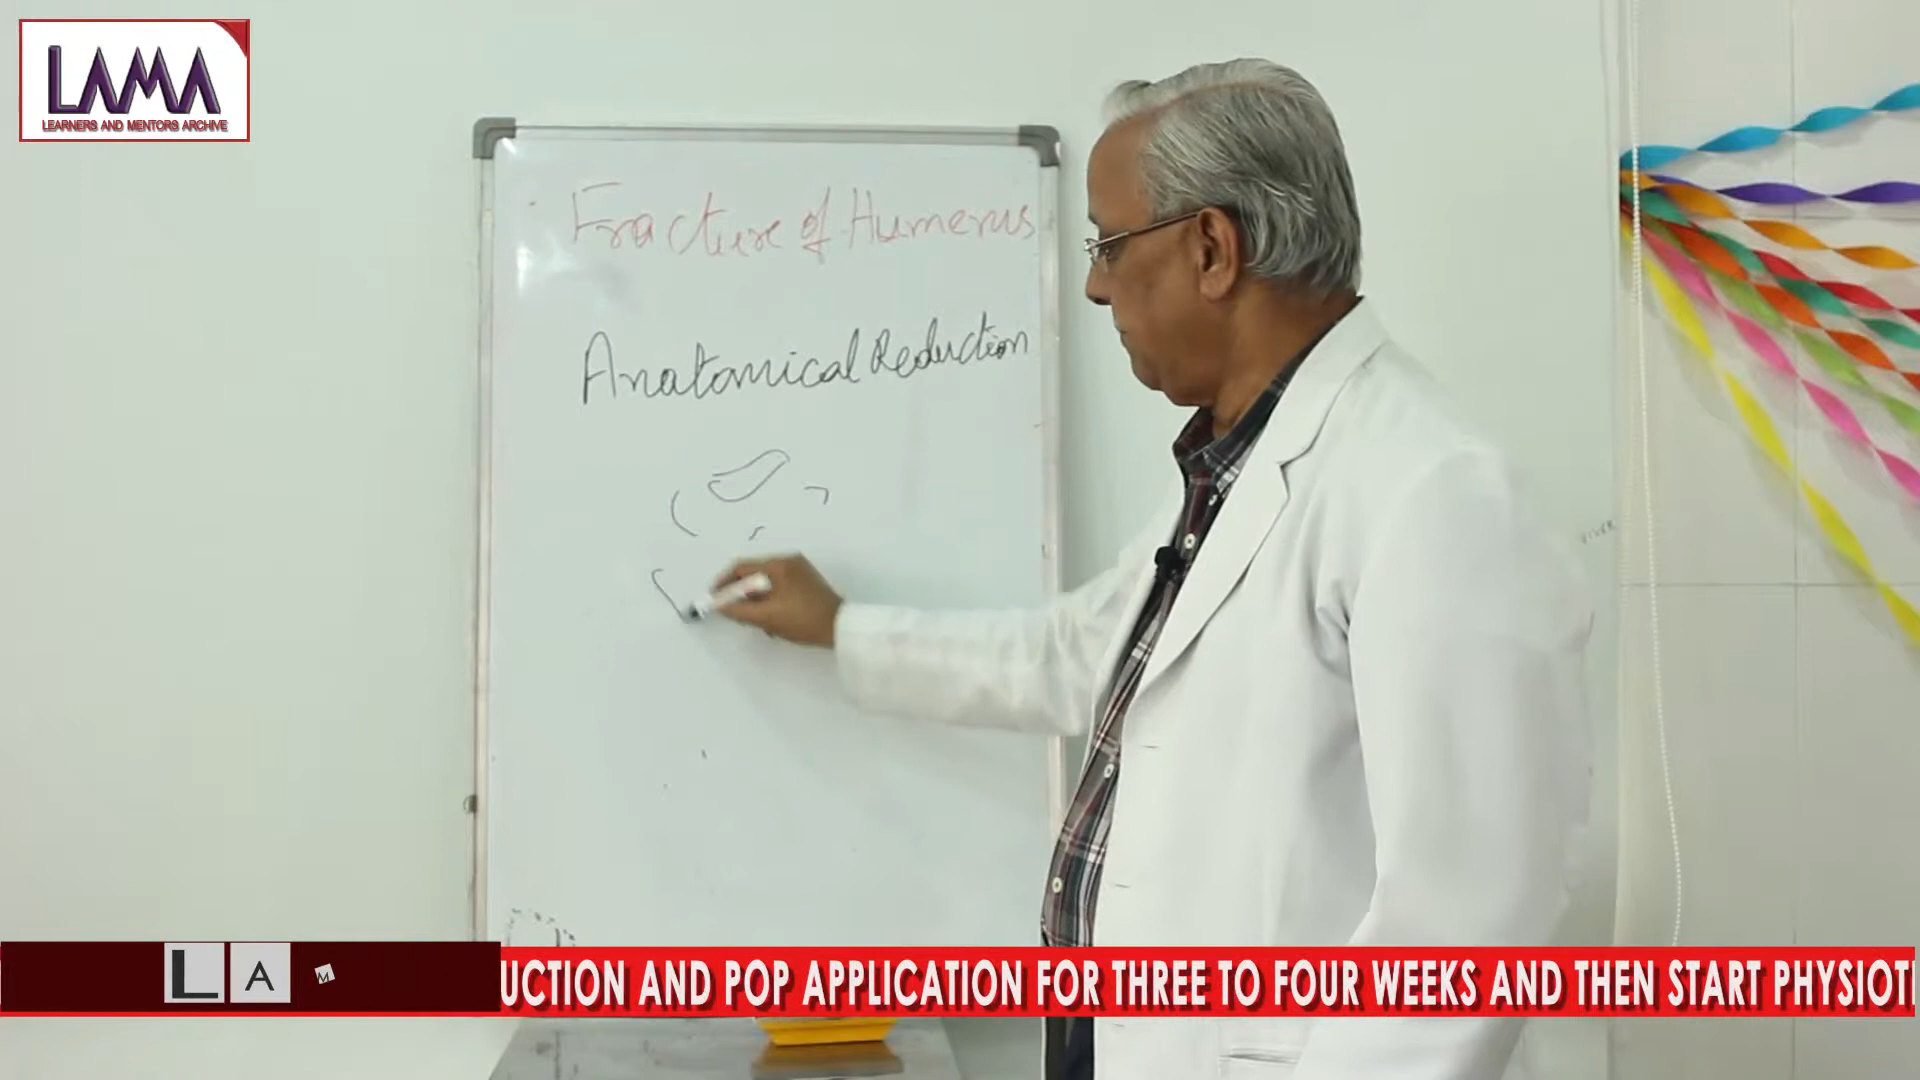 LAMA
LEARNERS AND MENTORS ARCHIVE
Fracture of Humerus
Anatomical Reduction
L A M
UCTION AND POP APPLICATION FOR THREE TO FOUR WEEKS AND THEN START PHYSIOT